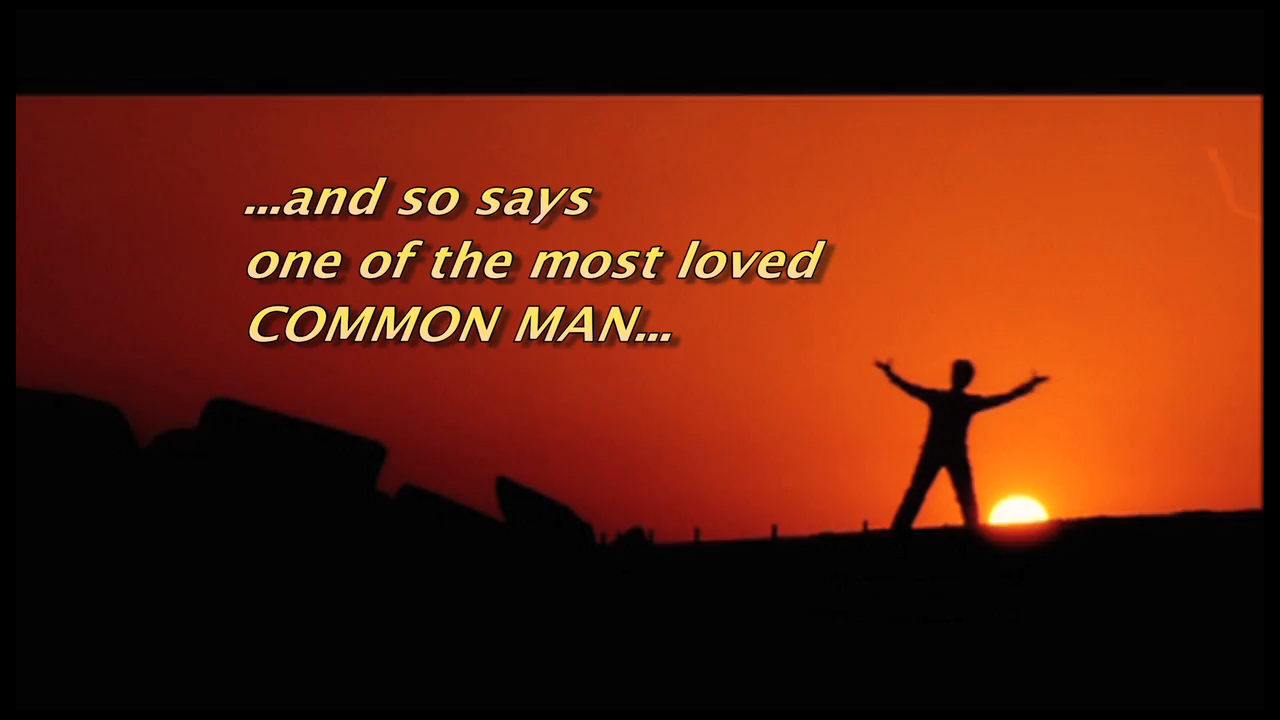 ...and so says
one of the most loved
COMMON MAN...